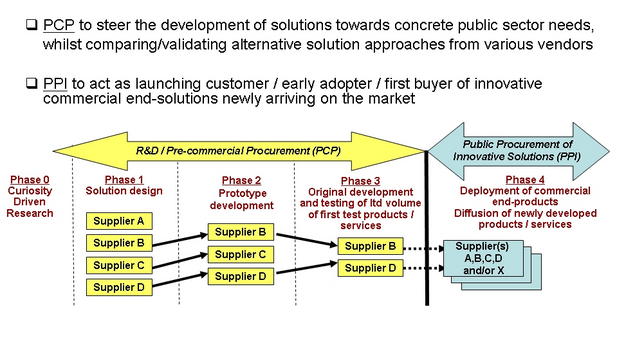 PCP to steer the development of solutions towards concrete public sector needs,
whilst comparing/validating alternative solution approaches from various vendors
PPI to act as launching customer / early adopter / first buyer of innovative
commercial end-solutions newly arriving on the market
R&D / Pre-commercial Procurement (PCP)
Public Procurement of
Innovative Solutions (PPI)
Phase 0
Curiosity
Driven
Research
Phase 1
Solution design
Supplier A
Supplier B
Supplier C
Supplier D
Phase 2
Prototype
development
Supplier B
Supplier C
Supplier D
Phase 3
Original development
and testing of ltd volume
of first test products /
services
Supplier B
Supplier D
Phase 4
Deployment of commercial
end-products
Diffusion of newly developed
products / services
Supplier(s)
A,B,C,D
and/or X